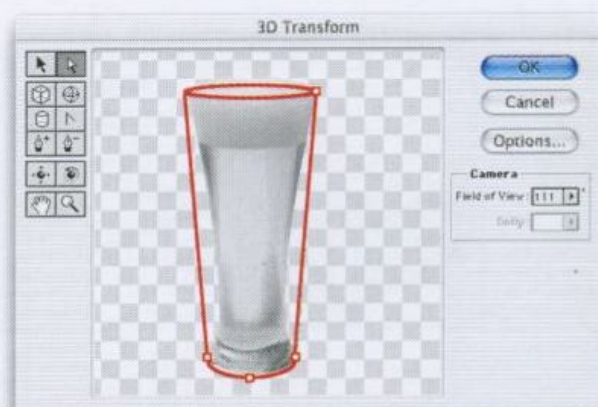 3D Transform
OK
Cancel
Options...
Camera
Field of View: 111 °
Dolly: